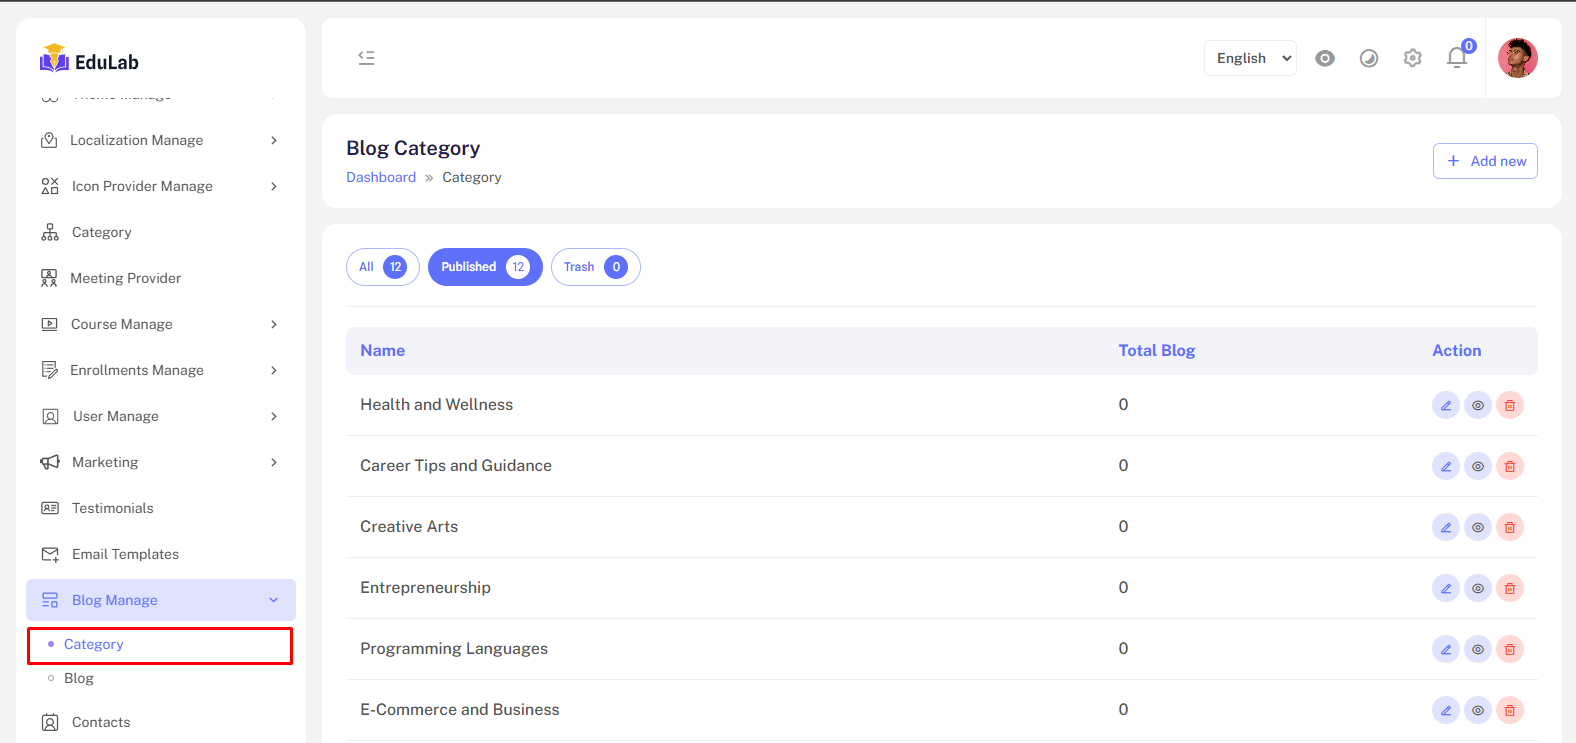 EduLab
Localization Manage
Icon Provider Manage
Category
Meeting Provider
Course Manage
Enrollments Manage
User Manage
Marketing
Testimonials
Email Templates
Blog Manage
Category
Blog
Contacts
English
0
Blog Category
Dashboard » Category
+ Add new
All 12 Published 12 Trash 0
Name Total Blog Action
Health and Wellness 0
Career Tips and Guidance 0
Creative Arts 0
Entrepreneurship 0
Programming Languages 0
E-Commerce and Business 0